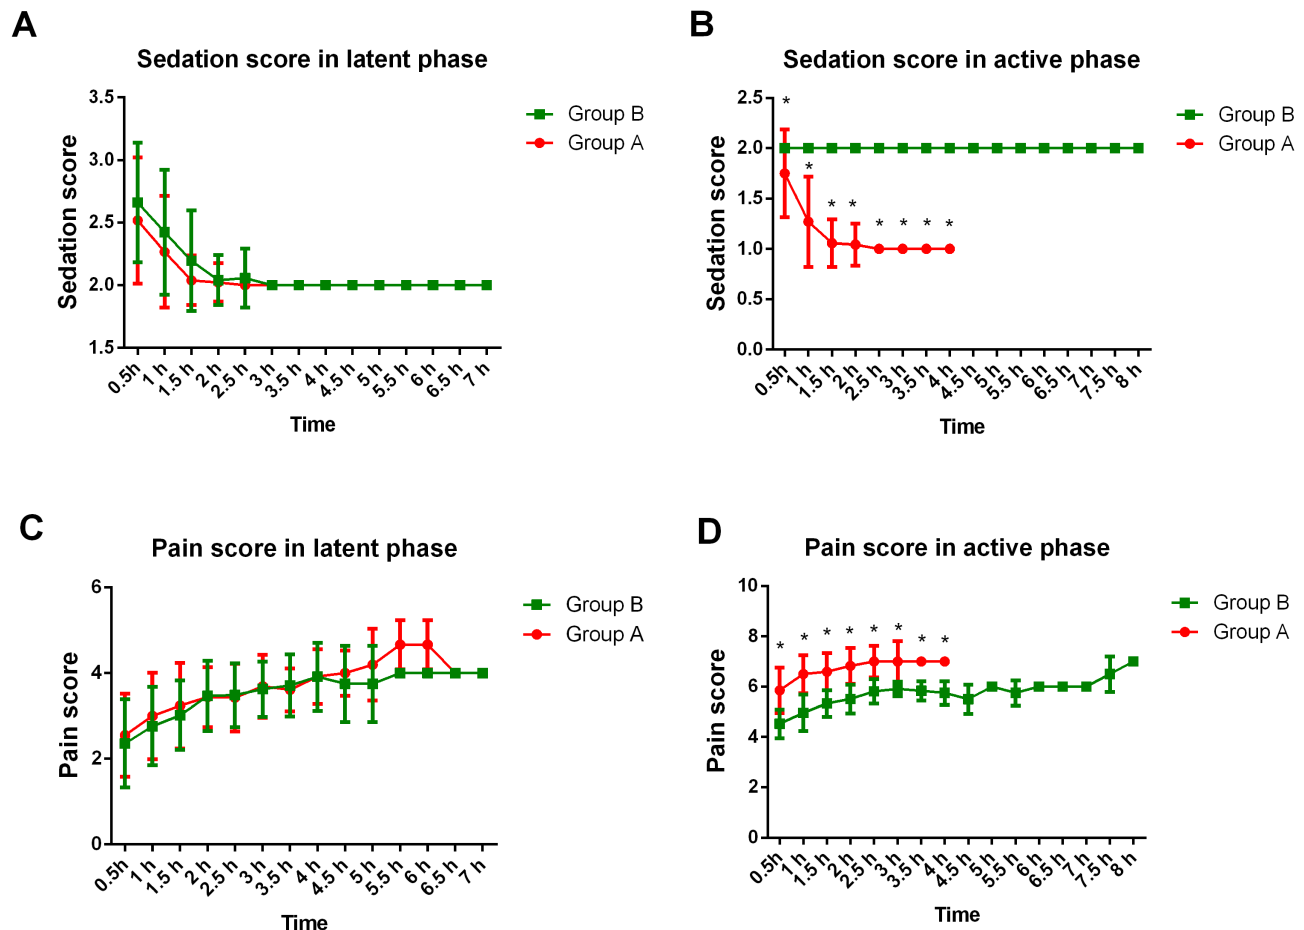 A
Sedation score in latent phase
Group B
Group A
Sedation score
3.5
3.0
2.5
2.0
1.5
0.5h
1 h
1.5 h
2 h
2.5 h
3 h
3.5 h
4 h
4.5 h
5 h
5.5 h
6 h
6.5 h
7 h
Time
B
Sedation score in active phase
Group B
Group A
Sedation score
2.5
2.0
1.5
1.0
0.5
0.0
*
*
* *
* * * *
0.5h
1 h
1.5 h
2 h
2.5 h
3 h
3.5 h
4 h
4.5 h
5 h
5.5 h
6 h
6.5 h
7 h
7.5 h
8 h
Time
C
Pain score in latent phase
Group B
Group A
Pain score
6
4
2
0
0.5h
1 h
1.5 h
2 h
2.5 h
3 h
3.5 h
4 h
4.5 h
5 h
5.5 h
6 h
6.5 h
7 h
Time
D
Pain score in active phase
Group B
Group A
Pain score
10
8
6
4
2
0
* * * * * * * *
0.5h
1 h
1.5 h
2 h
2.5 h
3 h
3.5 h
4 h
4.5 h
5 h
5.5 h
6 h
6.5 h
7 h
7.5 h
8 h
Time